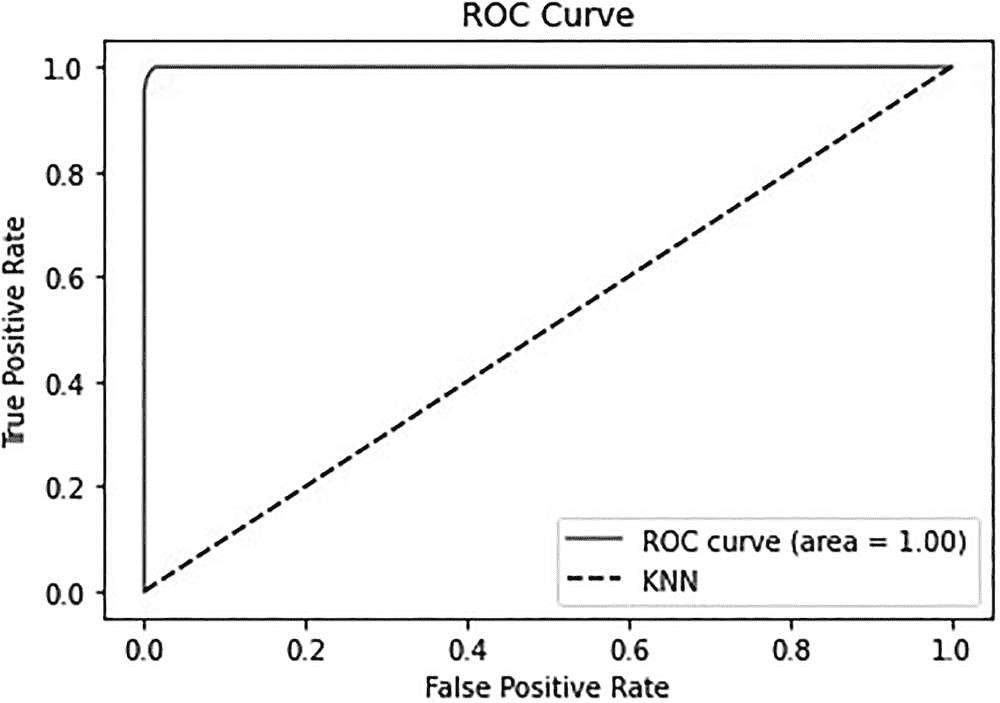 ROC Curve
True Positive Rate
1.0
0.8
0.6
0.4
0.2
0.0
ROC curve (area = 1.00)
KNN
0.0 0.2 0.4 0.6 0.8 1.0
False Positive Rate